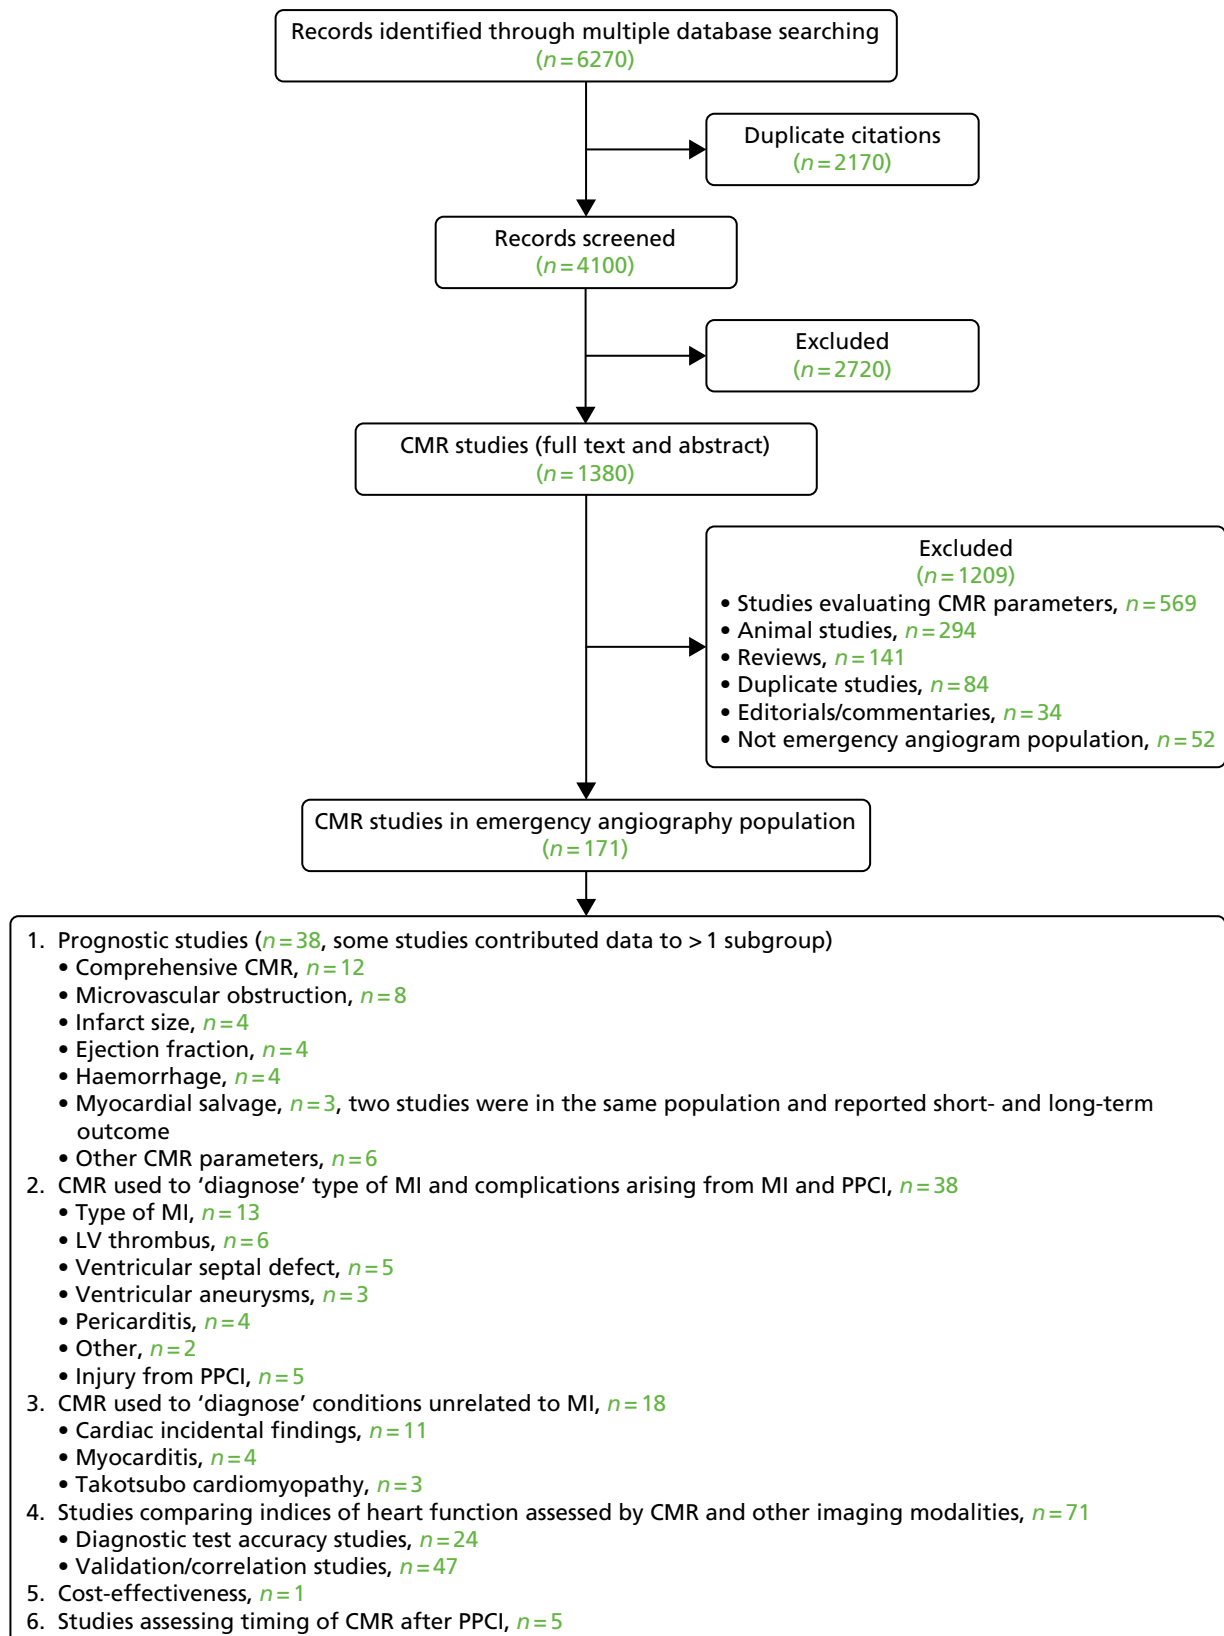 Records identified through multiple database searching
(n = 6270)
Duplicate citations
(n = 2170)
Records screened
(n = 4100)
Excluded
(n = 2720)
CMR studies (full text and abstract)
(n = 1380)
Excluded
(n = 1209)
• Studies evaluating CMR parameters, n = 569
• Animal studies, n = 294
• Reviews, n = 141
• Duplicate studies, n = 84
• Editorials/commentaries, n = 34
• Not emergency angiogram population, n = 52
CMR studies in emergency angiography population
(n = 171)
1. Prognostic studies (n = 38, some studies contributed data to > 1 subgroup)
• Comprehensive CMR, n = 12
• Microvascular obstruction, n = 8
• Infarct size, n = 4
• Ejection fraction, n = 4
• Haemorrhage, n = 4
• Myocardial salvage, n = 3, two studies were in the same population and reported short- and long-term
outcome
• Other CMR parameters, n = 6
2. CMR used to ‘diagnose’ type of MI and complications arising from MI and PPCI, n = 38
• Type of MI, n = 13
• LV thrombus, n = 6
• Ventricular septal defect, n = 5
• Ventricular aneurysms, n = 3
• Pericarditis, n = 4
• Other, n = 2
• Injury from PPCI, n = 5
3. CMR used to ‘diagnose’ conditions unrelated to MI, n = 18
• Cardiac incidental findings, n = 11
• Myocarditis, n = 4
• Takotsubo cardiomyopathy, n = 3
4. Studies comparing indices of heart function assessed by CMR and other imaging modalities, n = 71
• Diagnostic test accuracy studies, n = 24
• Validation/correlation studies, n = 47
5. Cost-effectiveness, n = 1
6. Studies assessing timing of CMR after PPCI, n = 5